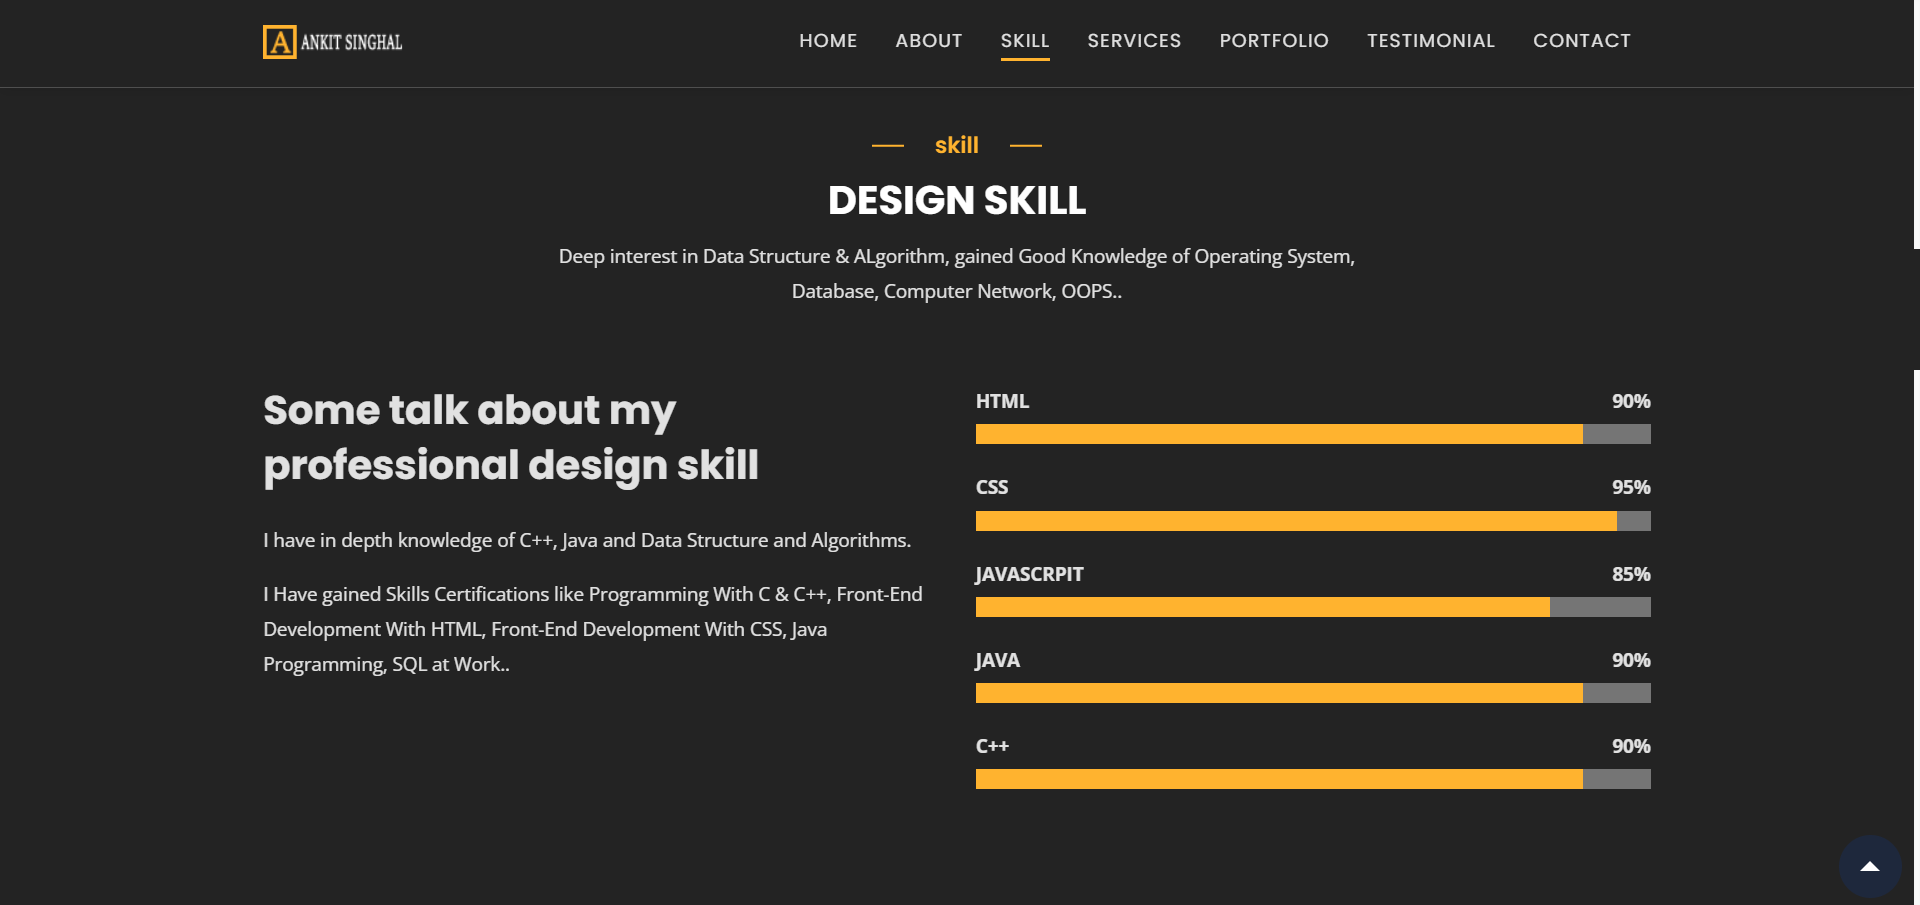 A ANKIT SINGHAL
HOME ABOUT SKILL SERVICES PORTFOLIO TESTIMONIAL CONTACT
skill
DESIGN SKILL
Deep interest in Data Structure & ALgorithm, gained Good Knowledge of Operating System,
Database, Computer Network, OOPS..
Some talk about my
professional design skill
I have in depth knowledge of C++, Java and Data Structure and Algorithms.
I Have gained Skills Certifications like Programming With C & C++, Front-End
Development With HTML, Front-End Development With CSS, Java
Programming, SQL at Work..
HTML 90%
CSS 95%
JAVASCRPIT 85%
JAVA 90%
C++ 90%